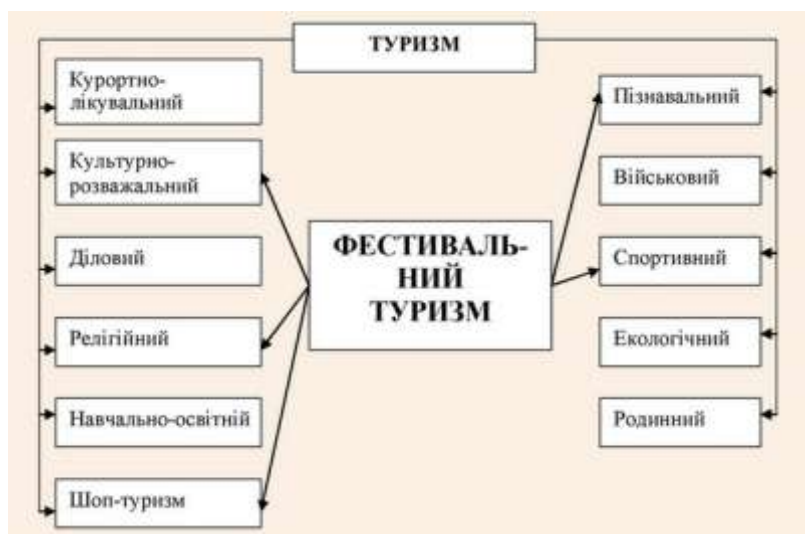 ТУРИЗМ
Курортно-
лікувальний
Культурно-
розважальний
Діловий
Релігійний
Навчально-освітній
Шоп-туризм
ФЕСТИВАЛЬ-
НИЙ
ТУРИЗМ
Пізнавальний
Військовий
Спортивний
Екологічний
Родинний